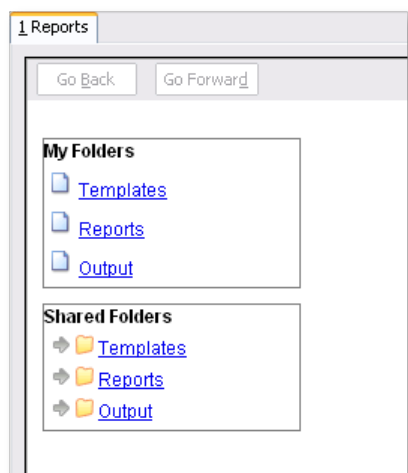 1 Reports
Go Back Go Forward
My Folders
Templates
Reports
Output
Shared Folders
Templates
Reports
Output